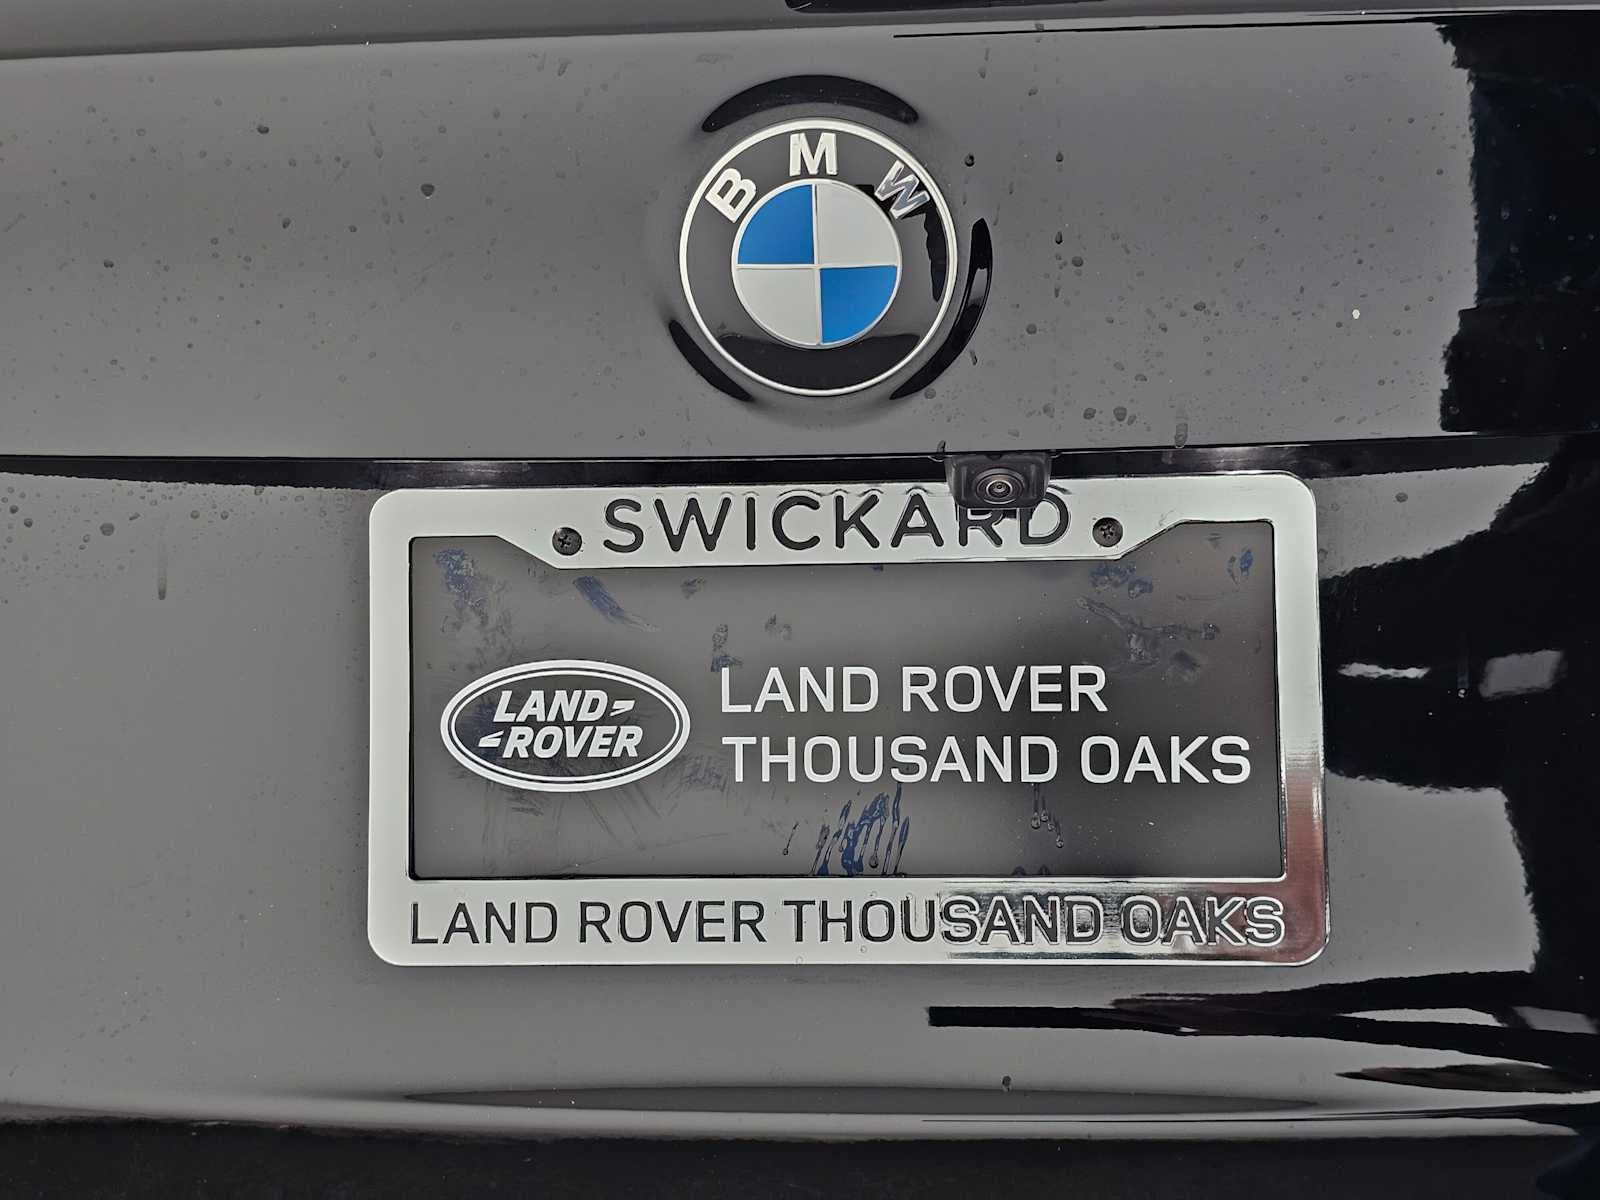 BMW
SWICKARD
LAND ROVER
LAND
ROVER
THOUSAND OAKS
LAND ROVER THOUSAND OAKS